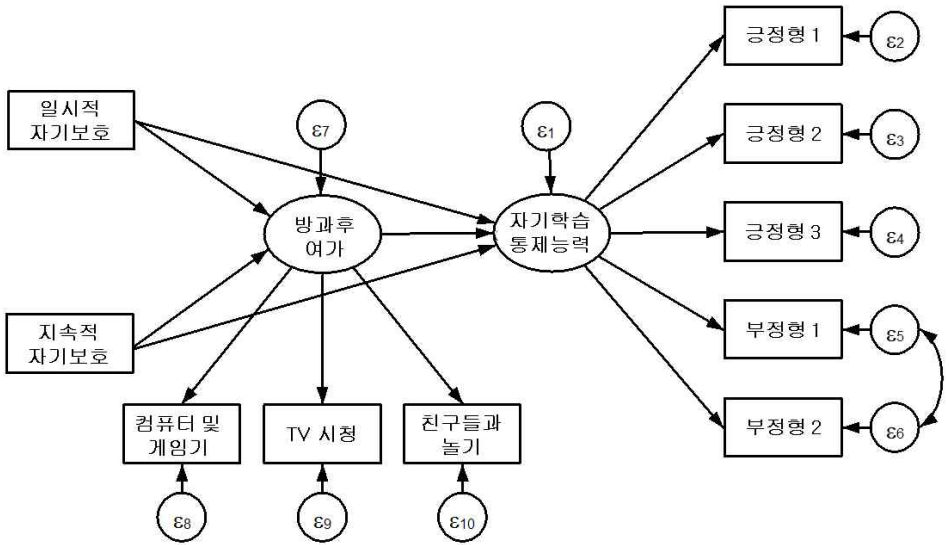 긍정형 1
ε2
일시적
자기보호
ε7
ε1
긍정형 2
ε3
방과후
여가
자기학습
통제능력
긍정형 3
ε4
지속적
자기보호
부정형 1
ε5
컴퓨터 및
게임기
TV 시청
친구들과
놀기
부정형 2
ε6
ε8
ε9
ε10